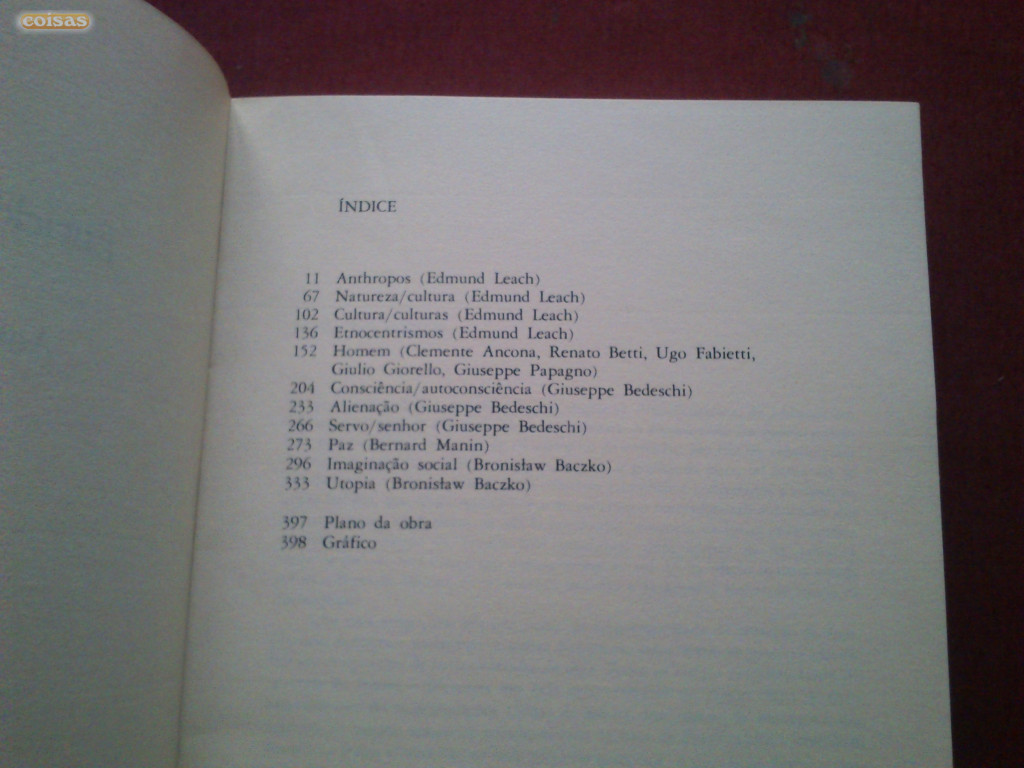 coisas
ÍNDICE
11 Anthropos (Edmund Leach)
67 Natureza/cultura (Edmund Leach)
102 Cultura/culturas (Edmund Leach)
136 Etnocentrismos (Edmund Leach)
152 Homem (Clemente Ancona, Renato Betti, Ugo Fabietti,
Giulio Giorello, Giuseppe Papagno)
204 Consciência/autoconsciência (Giuseppe Bedeschi)
233 Alienação (Giuseppe Bedeschi)
266 Servo/senhor (Giuseppe Bedeschi)
273 Paz (Bernard Manin)
296 Imaginação social (Bronisław Baczko)
333 Utopia (Bronisław Baczko)
397 Plano da obra
398 Gráfico